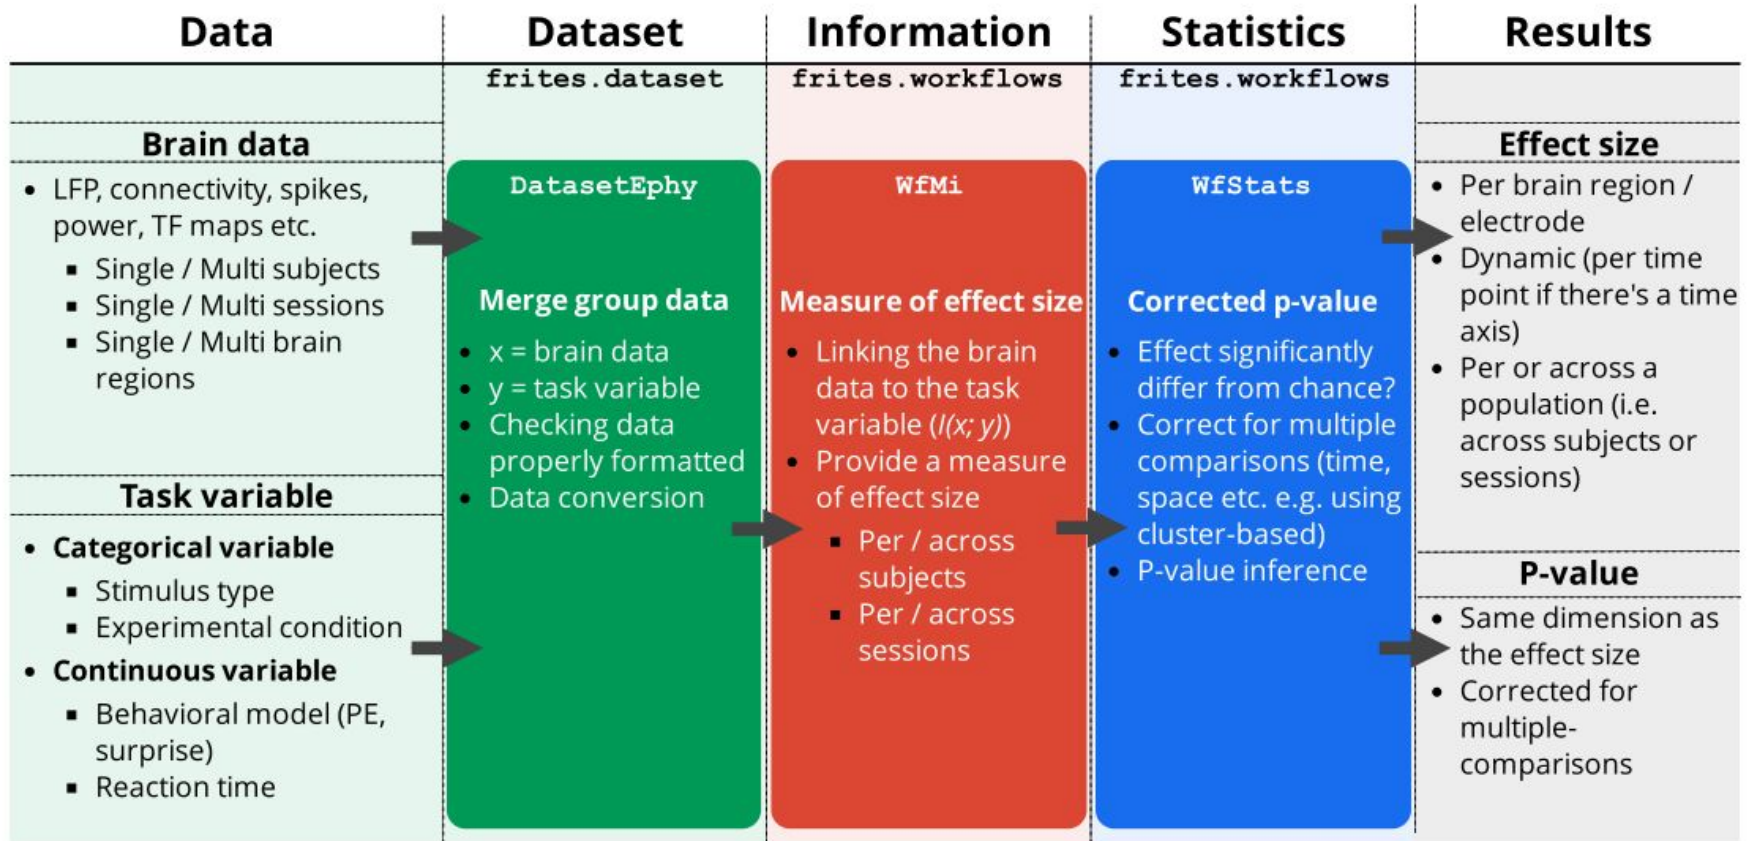 Data
Dataset
Information
Statistics
Results
frites.dataset
frites.workflows
frites.workflows
Brain data
• LFP, connectivity, spikes,
power, TF maps etc.
▪ Single / Multi subjects
▪ Single / Multi sessions
▪ Single / Multi brain
regions
Task variable
• Categorical variable
▪ Stimulus type
▪ Experimental condition
• Continuous variable
▪ Behavioral model (PE,
surprise)
▪ Reaction time
DatasetEphy
Merge group data
• x = brain data
• y = task variable
• Checking data
properly formatted
• Data conversion
WfMi
Measure of effect size
• Linking the brain
data to the task
variable (I(x; y))
• Provide a measure
of effect size
▪ Per / across
subjects
▪ Per / across
sessions
WfStats
Corrected p-value
• Effect significantly
differ from chance?
• Correct for multiple
comparisons (time,
space etc. e.g. using
cluster-based)
• P-value inference
Effect size
• Per brain region /
electrode
• Dynamic (per time
point if there's a time
axis)
• Per or across a
population (i.e.
across subjects or
sessions)
P-value
• Same dimension as
the effect size
• Corrected for
multiple-
comparisons